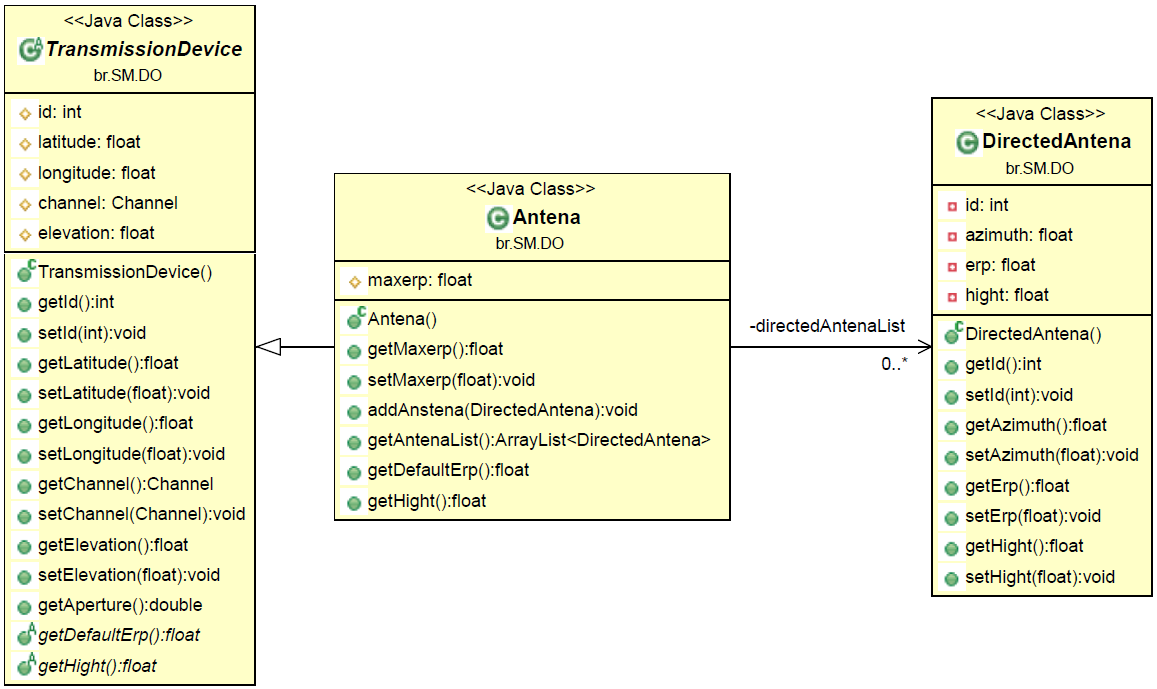 <<Java Class>>
TransmissionDevice
br.SM.DO
id: int
latitude: float
longitude: float
channel: Channel
elevation: float
TransmissionDevice()
getId():int
setId(int):void
getLatitude():float
setLatitude(float):void
getLongitude():float
setLongitude(float):void
getChannel():Channel
setChannel(Channel):void
getElevation():float
setElevation(float):void
getAperture():double
getDefaultErp():float
getHight():float
<<Java Class>>
Antena
br.SM.DO
maxerp: float
Antena()
getMaxerp():float
setMaxerp(float):void
addAnstena(DirectedAntena):void
getAntenaList():ArrayList<DirectedAntena>
getDefaultErp():float
getHight():float
-directedAntenaList
0..*
<<Java Class>>
DirectedAntena
br.SM.DO
id: int
azimuth: float
erp: float
hight: float
DirectedAntena()
getId():int
setId(int):void
getAzimuth():float
setAzimuth(float):void
getErp():float
setErp(float):void
getHight():float
setHight(float):void